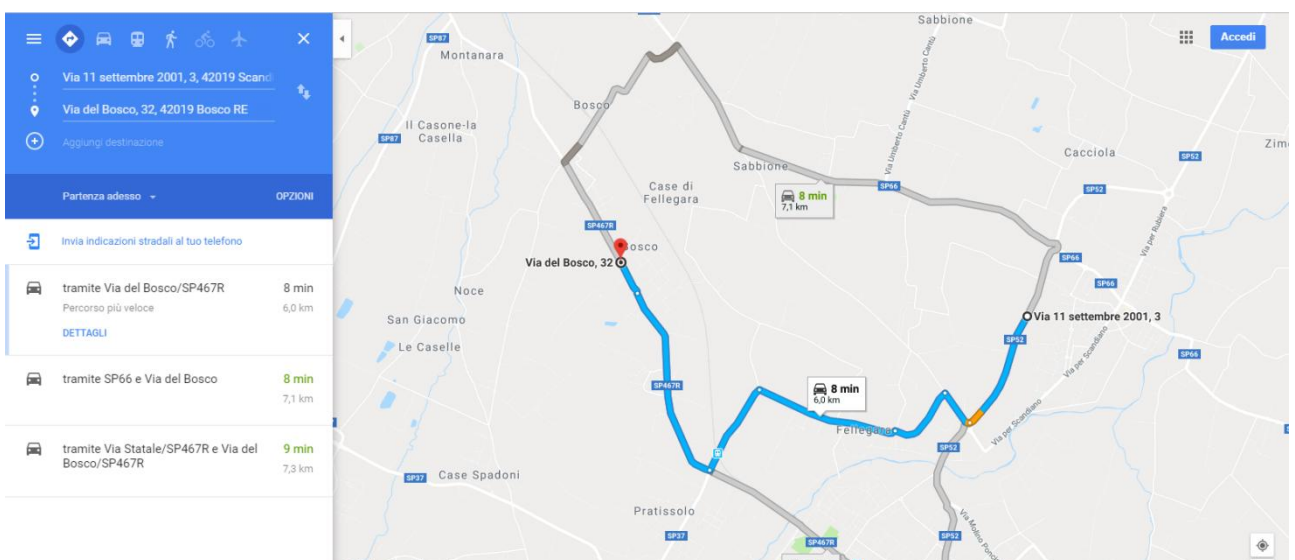 Via 11 settembre 2001, 3, 42019 Scand
Via del Bosco, 32, 42019 Bosco RE
Aggiungi destinazione
Partenza adesso
OPZIONI
Invia indicazioni stradali al tuo telefono
tramite Via del Bosco/SP467R
8 min
Percorso più veloce
6,0 km
DETTAGLI
tramite SP66 e Via del Bosco
8 min
7,1 km
tramite Via Statale/SP467R e Via del
Bosco/SP467R
9 min
7,3 km
Sabbione
Accedi
SP87
Montanara
Via Umberto Cantù
Bosco
Il Casone-la
Casella
SP87
Via Umberto Cantù
Cacciola
Zim
SP52
Sabbione
Case di
Fellegara
SP66
SP52
8 min
7,1 km
Via per Rubiera
SP467R
Bosco
Via del Bosco, 32
SP66
Noce
SP66
San Giacomo
Via 11 settembre 2001, 3
SP52
Via per Scandiano
Le Caselle
SP66
SP467R
8 min
6,0 km
Fellegara
Via per Scandiano
SP52
SP37
Case Spadoni
Pratissolo
SP37
SP467R
SP52
Via Molino Ponc